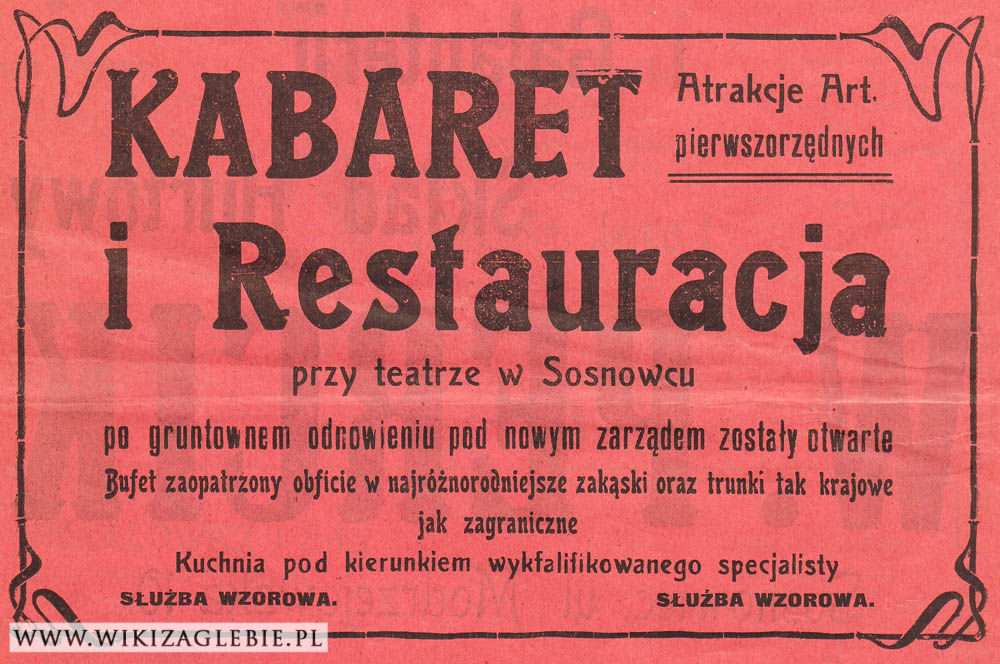 KABARET
Atrakcje Art.
pierwszorzędnych
i Restauracja
przy teatrze w Sosnowcu
po gruntownem odnowieniu pod nowym zarządem zostały otwarte
Bufet zaopatrzony obficie w najróżnorodniejsze zakąski oraz trunki tak krajowe
jak zagraniczne
Kuchnia pod kierunkiem wykfalifikowanego specjalisty
SŁUŻBA WZOROWA. SŁUŻBA WZOROWA.
WWW.WIKIZAGLEBIE.PL